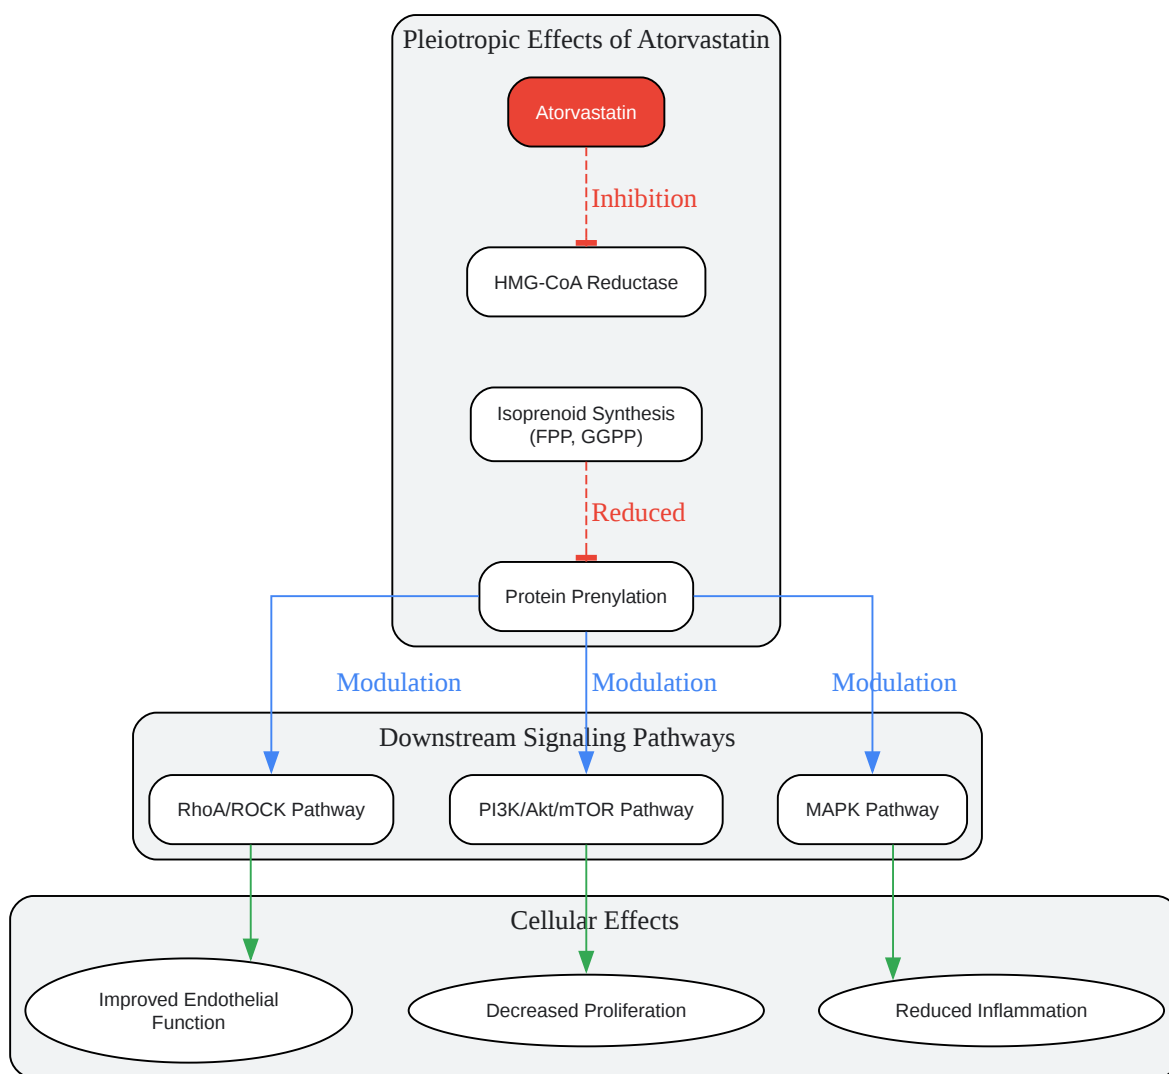 Pleiotropic Effects of Atorvastatin
Atorvastatin
Inhibition
HMG-CoA Reductase
Isoprenoid Synthesis
(FPP, GGPP)
Reduced
Protein Prenylation
Modulation
Modulation
Modulation
Downstream Signaling Pathways
RhoA/ROCK Pathway
PI3K/Akt/mTOR Pathway
MAPK Pathway
Cellular Effects
Improved Endothelial
Function
Decreased Proliferation
Reduced Inflammation